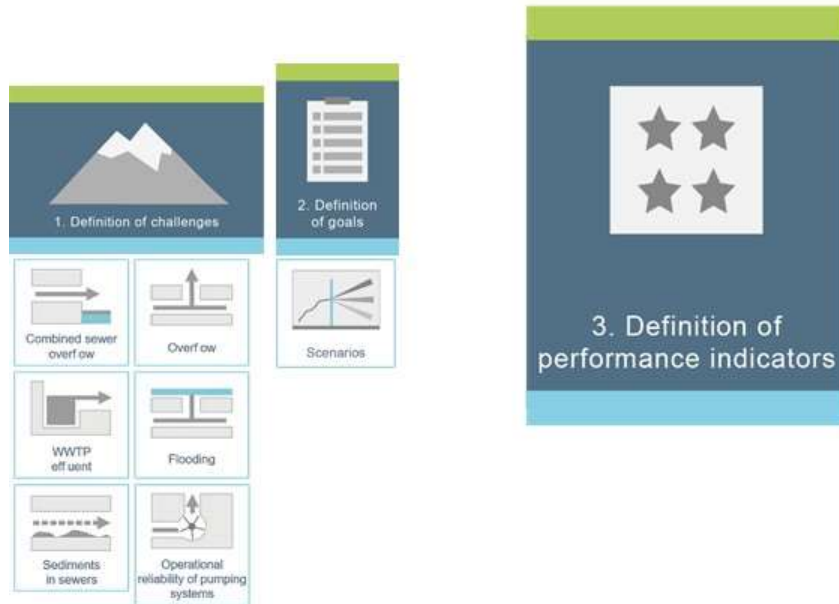 1. Definition of challenges
2. Definition
of goals
3. Definition of
performance indicators
Combined sewer
overf ow
Overf ow
Scenarios
WWTP
eff uent
Flooding
Sediments
in sewers
Operational
reliability of pumping
systems